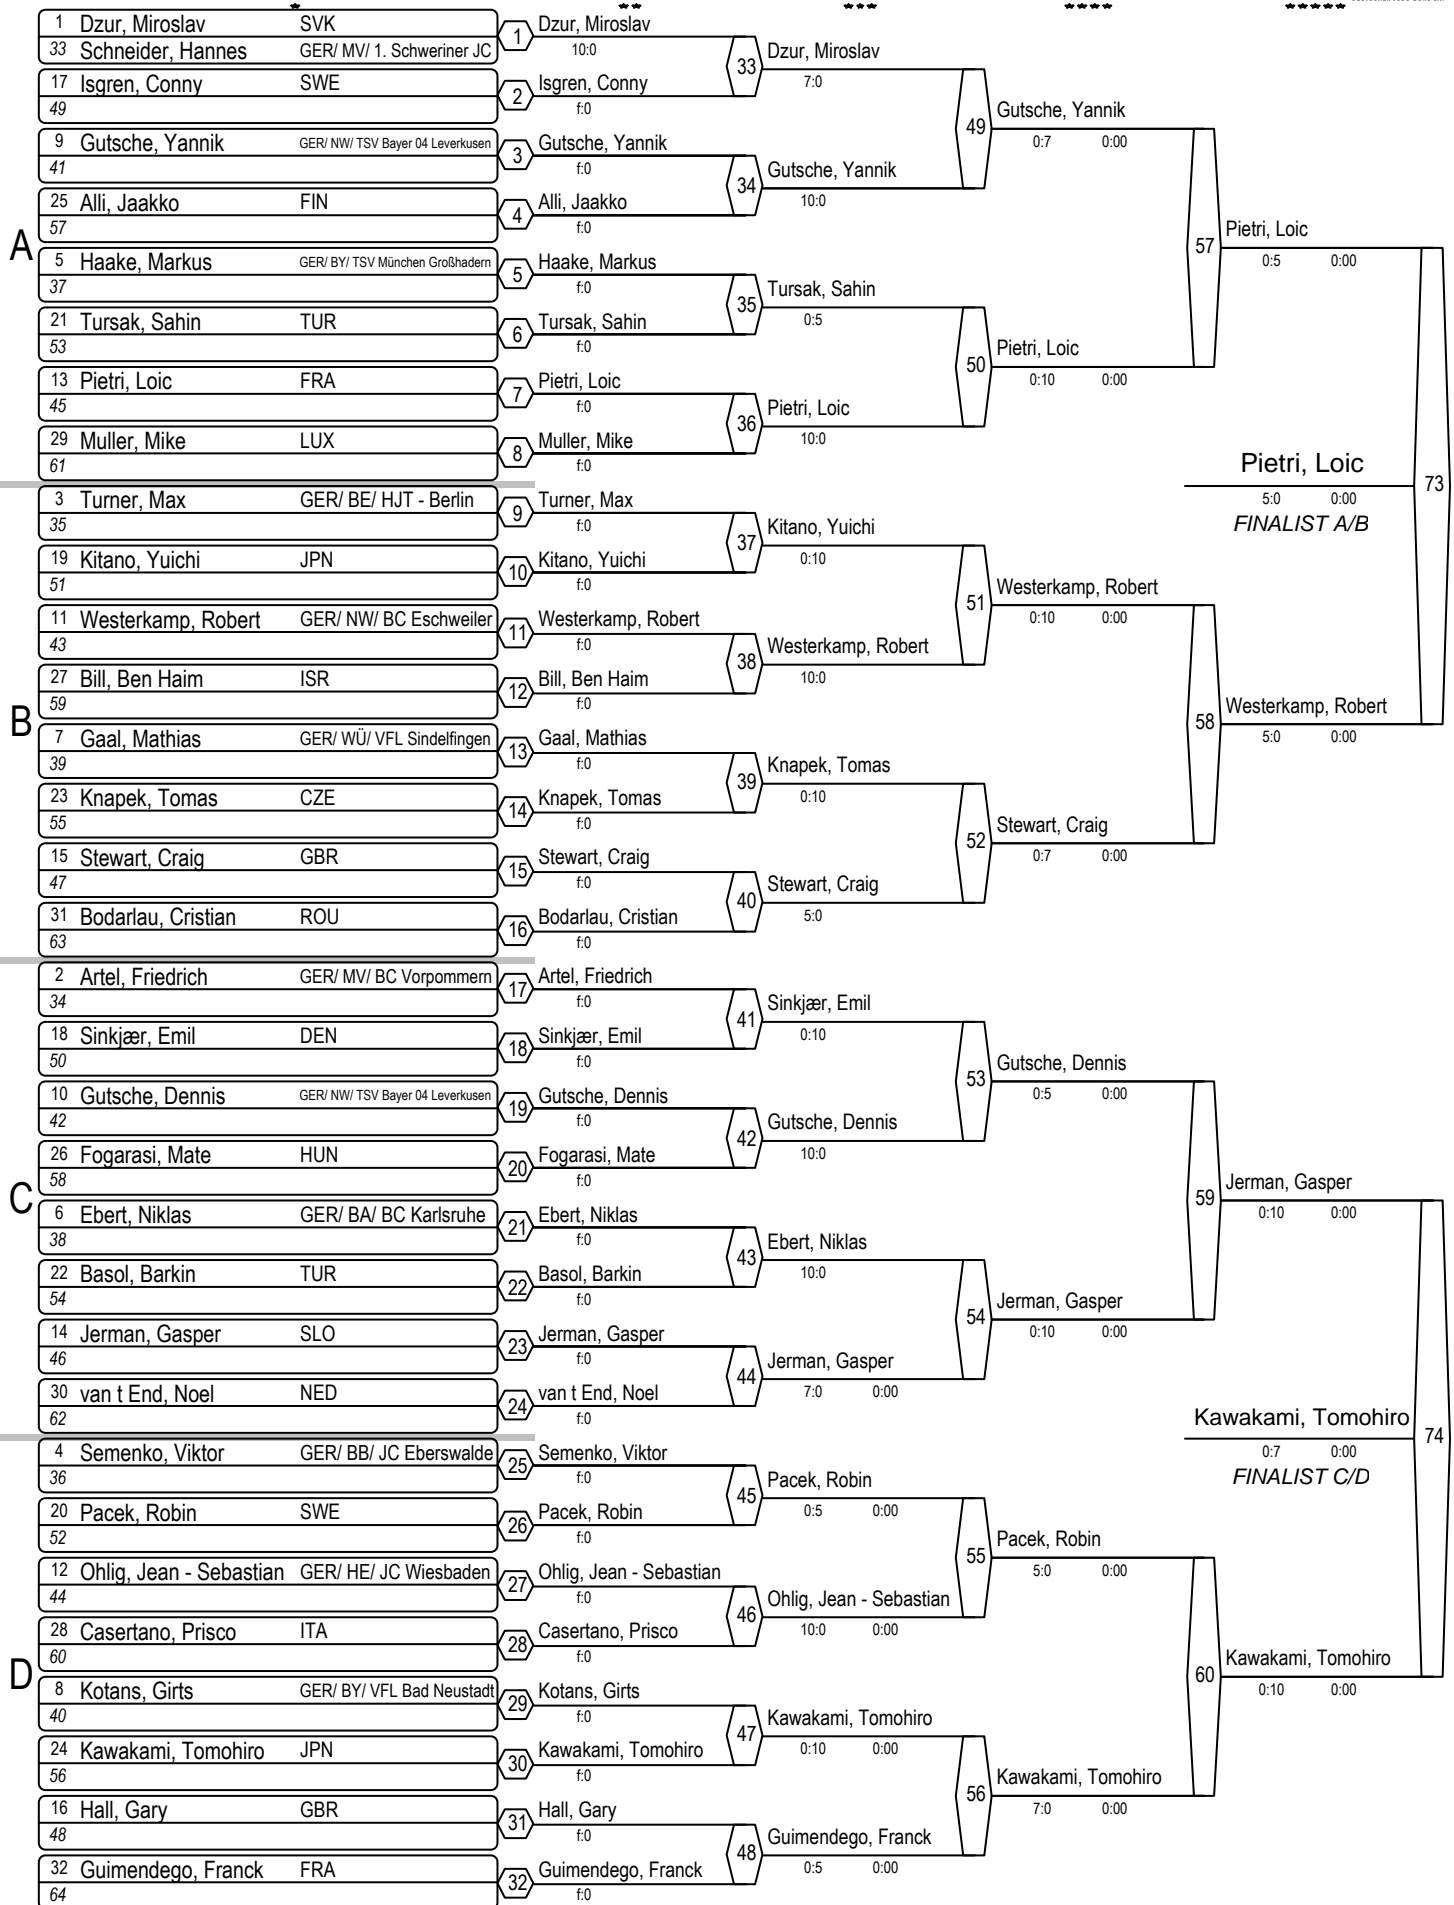 * ** *** **** *****
1 Dzur, Miroslav SVK
33 Schneider, Hannes GER/ MV/ 1. Schweriner JC
17 Isgren, Conny SWE
49
9 Gutsche, Yannik GER/ NW/ TSV Bayer 04 Leverkusen
41
25 Alli, Jaakko FIN
57
A
5 Haake, Markus GER/ BY/ TSV München Großhadern
37
21 Tursak, Sahin TUR
53
13 Pietri, Loic FRA
45
29 Muller, Mike LUX
61
3 Turner, Max GER/ BE/ HJT - Berlin
35
19 Kitano, Yuichi JPN
51
11 Westerkamp, Robert GER/ NW/ BC Eschweiler
43
27 Bill, Ben Haim ISR
59
B
7 Gaal, Mathias GER/ WÜ/ VFL Sindelfingen
39
23 Knapek, Tomas CZE
55
15 Stewart, Craig GBR
47
31 Bodarlau, Cristian ROU
63
2 Artel, Friedrich GER/ MV/ BC Vorpommern
34
18 Sinkjær, Emil DEN
50
10 Gutsche, Dennis GER/ NW/ TSV Bayer 04 Leverkusen
42
26 Fogarasi, Mate HUN
58
C
6 Ebert, Niklas GER/ BA/ BC Karlsruhe
38
22 Basol, Barkin TUR
54
14 Jerman, Gasper SLO
46
30 van t End, Noel NED
62
4 Semenko, Viktor GER/ BB/ JC Eberswalde
36
20 Pacek, Robin SWE
52
12 Ohlig, Jean - Sebastian GER/ HE/ JC Wiesbaden
44
28 Casertano, Prisco ITA
60
D
8 Kotans, Girts GER/ BY/ VFL Bad Neustadt
40
24 Kawakami, Tomohiro JPN
56
16 Hall, Gary GBR
48
32 Guimendego, Franck FRA
64
1 Dzur, Miroslav
10:0
2 Isgren, Conny
f:0
3 Gutsche, Yannik
f:0
4 Alli, Jaakko
f:0
5 Haake, Markus
f:0
6 Tursak, Sahin
f:0
7 Pietri, Loic
f:0
8 Muller, Mike
f:0
9 Turner, Max
f:0
10 Kitano, Yuichi
f:0
11 Westerkamp, Robert
f:0
12 Bill, Ben Haim
f:0
13 Gaal, Mathias
f:0
14 Knapek, Tomas
f:0
15 Stewart, Craig
f:0
16 Bodarlau, Cristian
f:0
17 Artel, Friedrich
f:0
18 Sinkjær, Emil
f:0
19 Gutsche, Dennis
f:0
20 Fogarasi, Mate
f:0
21 Ebert, Niklas
f:0
22 Basol, Barkin
f:0
23 Jerman, Gasper
f:0
24 van t End, Noel
f:0
25 Semenko, Viktor
f:0
26 Pacek, Robin
f:0
27 Ohlig, Jean - Sebastian
f:0
28 Casertano, Prisco
f:0
29 Kotans, Girts
f:0
30 Kawakami, Tomohiro
f:0
31 Hall, Gary
f:0
32 Guimendego, Franck
f:0
33 Dzur, Miroslav
7:0
34 Gutsche, Yannik
10:0
35 Tursak, Sahin
0:5
36 Pietri, Loic
10:0
37 Kitano, Yuichi
0:10
38 Westerkamp, Robert
10:0
39 Knapek, Tomas
0:10
40 Stewart, Craig
5:0
41 Sinkjær, Emil
0:10
42 Gutsche, Dennis
10:0
43 Ebert, Niklas
10:0
44 Jerman, Gasper
7:0 0:00
45 Pacek, Robin
0:5 0:00
46 Ohlig, Jean - Sebastian
10:0 0:00
47 Kawakami, Tomohiro
0:10 0:00
48 Guimendego, Franck
0:5 0:00
49 Gutsche, Yannik
0:7 0:00
50 Pietri, Loic
0:10 0:00
51 Westerkamp, Robert
0:10 0:00
52 Stewart, Craig
0:7 0:00
53 Gutsche, Dennis
0:5 0:00
54 Jerman, Gasper
0:10 0:00
55 Pacek, Robin
5:0 0:00
56 Kawakami, Tomohiro
7:0 0:00
57 Pietri, Loic
0:5 0:00
58 Westerkamp, Robert
5:0 0:00
59 Jerman, Gasper
0:10 0:00
60 Kawakami, Tomohiro
0:10 0:00
Pietri, Loic 73
5:0 0:00
FINALIST A/B
Kawakami, Tomohiro 74
0:7 0:00
FINALIST C/D